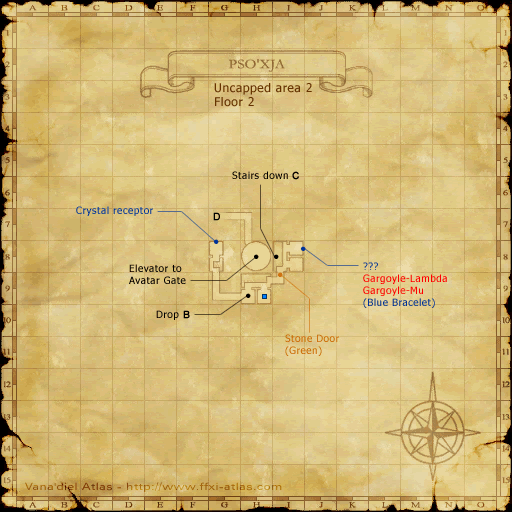 A B C D E F G H I J K L M N O
PSO'XJA
Uncapped area 2
Floor 2
Stairs down C
Crystal receptor
D
Elevator to
Avatar Gate
???
Gargoyle-Lambda
Gargoyle-Mu
(Blue Bracelet)
Drop B
Stone Door
(Green)
1
2
3
4
5
6
7
8
9
10
11
12
13
14
15
Vana'diel Atlas - http://www.ffxi-atlas.com
A B C D E F G H I J K L M N O